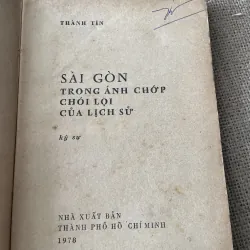 THÀNH TÍN
SÀI GÒN
TRONG ÁNH CHỚP
CHÓI LỌI
CỦA LỊCH SỬ
ký sự
NHÀ XUẤT BẢN
THÀNH PHỐ HỒ CHÍ MINH
1978